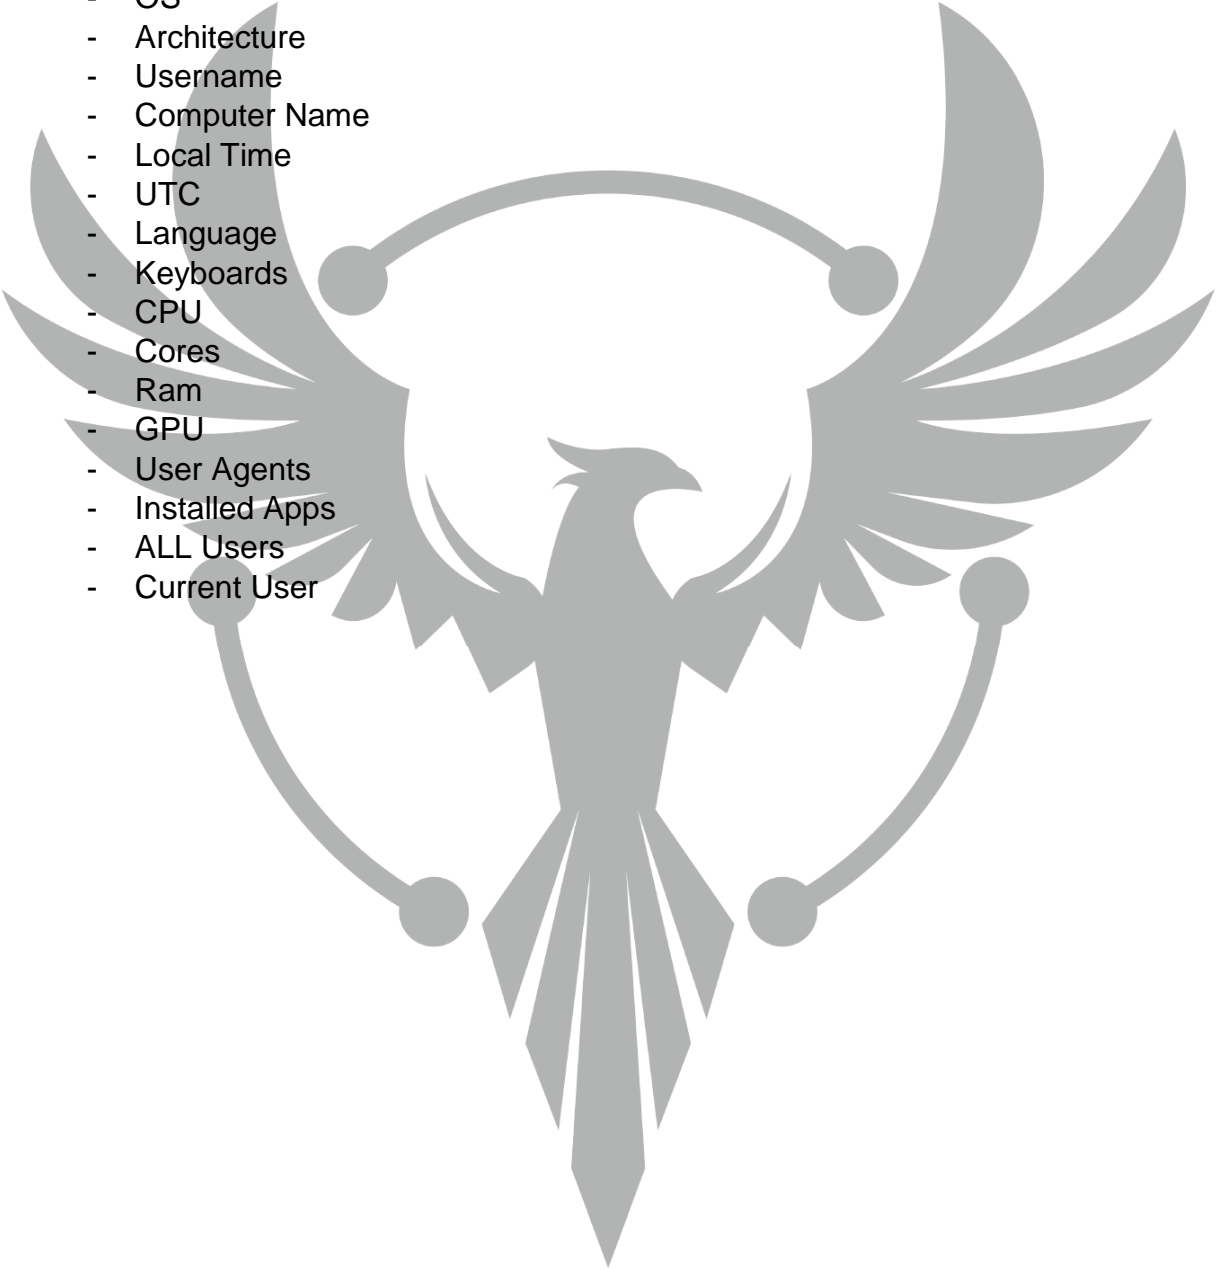 - OS
- Architecture
- Username
- Computer Name
- Local Time
- UTC
- Language
- Keyboards
- CPU
- Cores
- Ram
- GPU
- User Agents
- Installed Apps
- ALL Users
- Current User